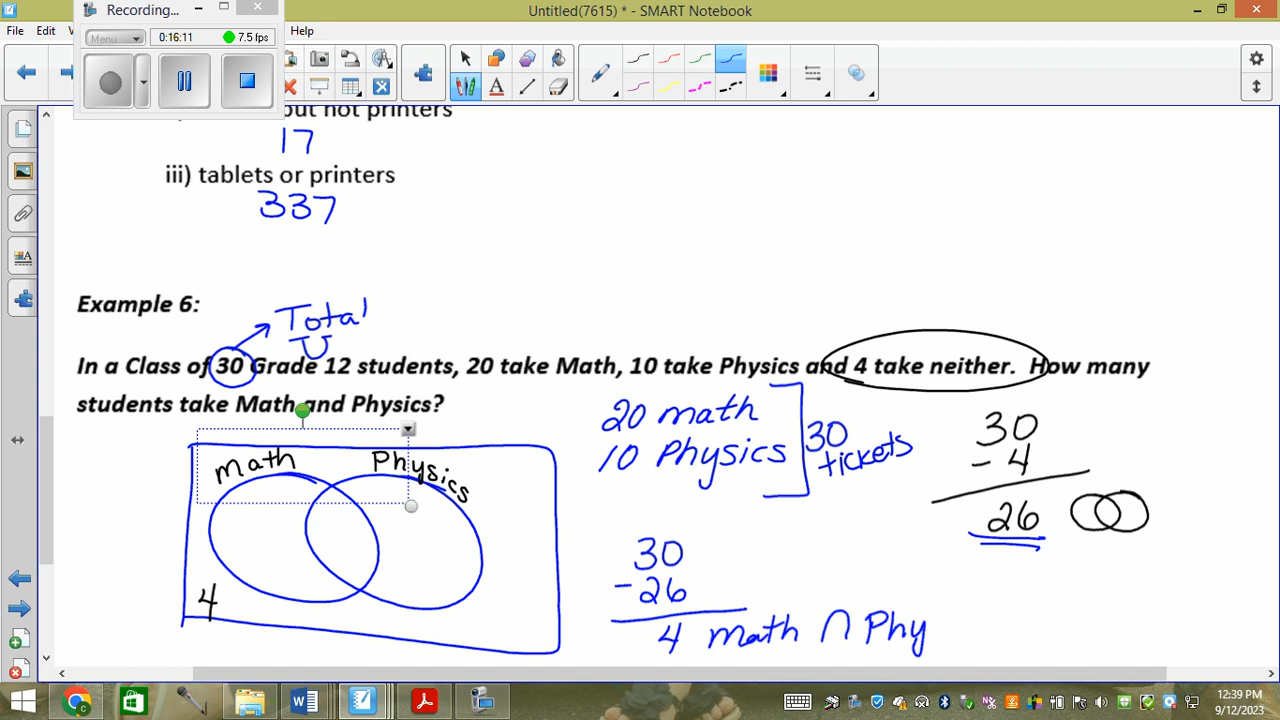 Recording...
Untitled(7615) * - SMART Notebook
File
Help
Menu
0:16:11
7.5 fps
but not printers
17
iii) tablets or printers
337
Example 6:
Total
U
In a Class of 30 Grade 12 students, 20 take Math, 10 take Physics and 4 take neither. How many
students take Math and Physics?
20 math
10 Physics
30
tickets
30
- 4
26
math
Physics
4
30
- 26
4 math ∩ Phy
12:39 PM
9/12/2023